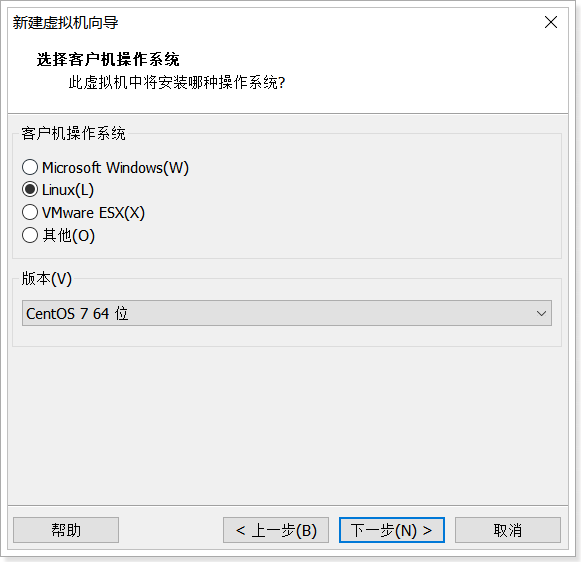 新建虚拟机向导
选择客户机操作系统
此虚拟机中将安装哪种操作系统?
客户机操作系统
Microsoft Windows(W)
Linux(L)
VMware ESX(X)
其他(O)
版本(V)
CentOS 7 64 位
帮助
< 上一步(B)
下一步(N) >
取消